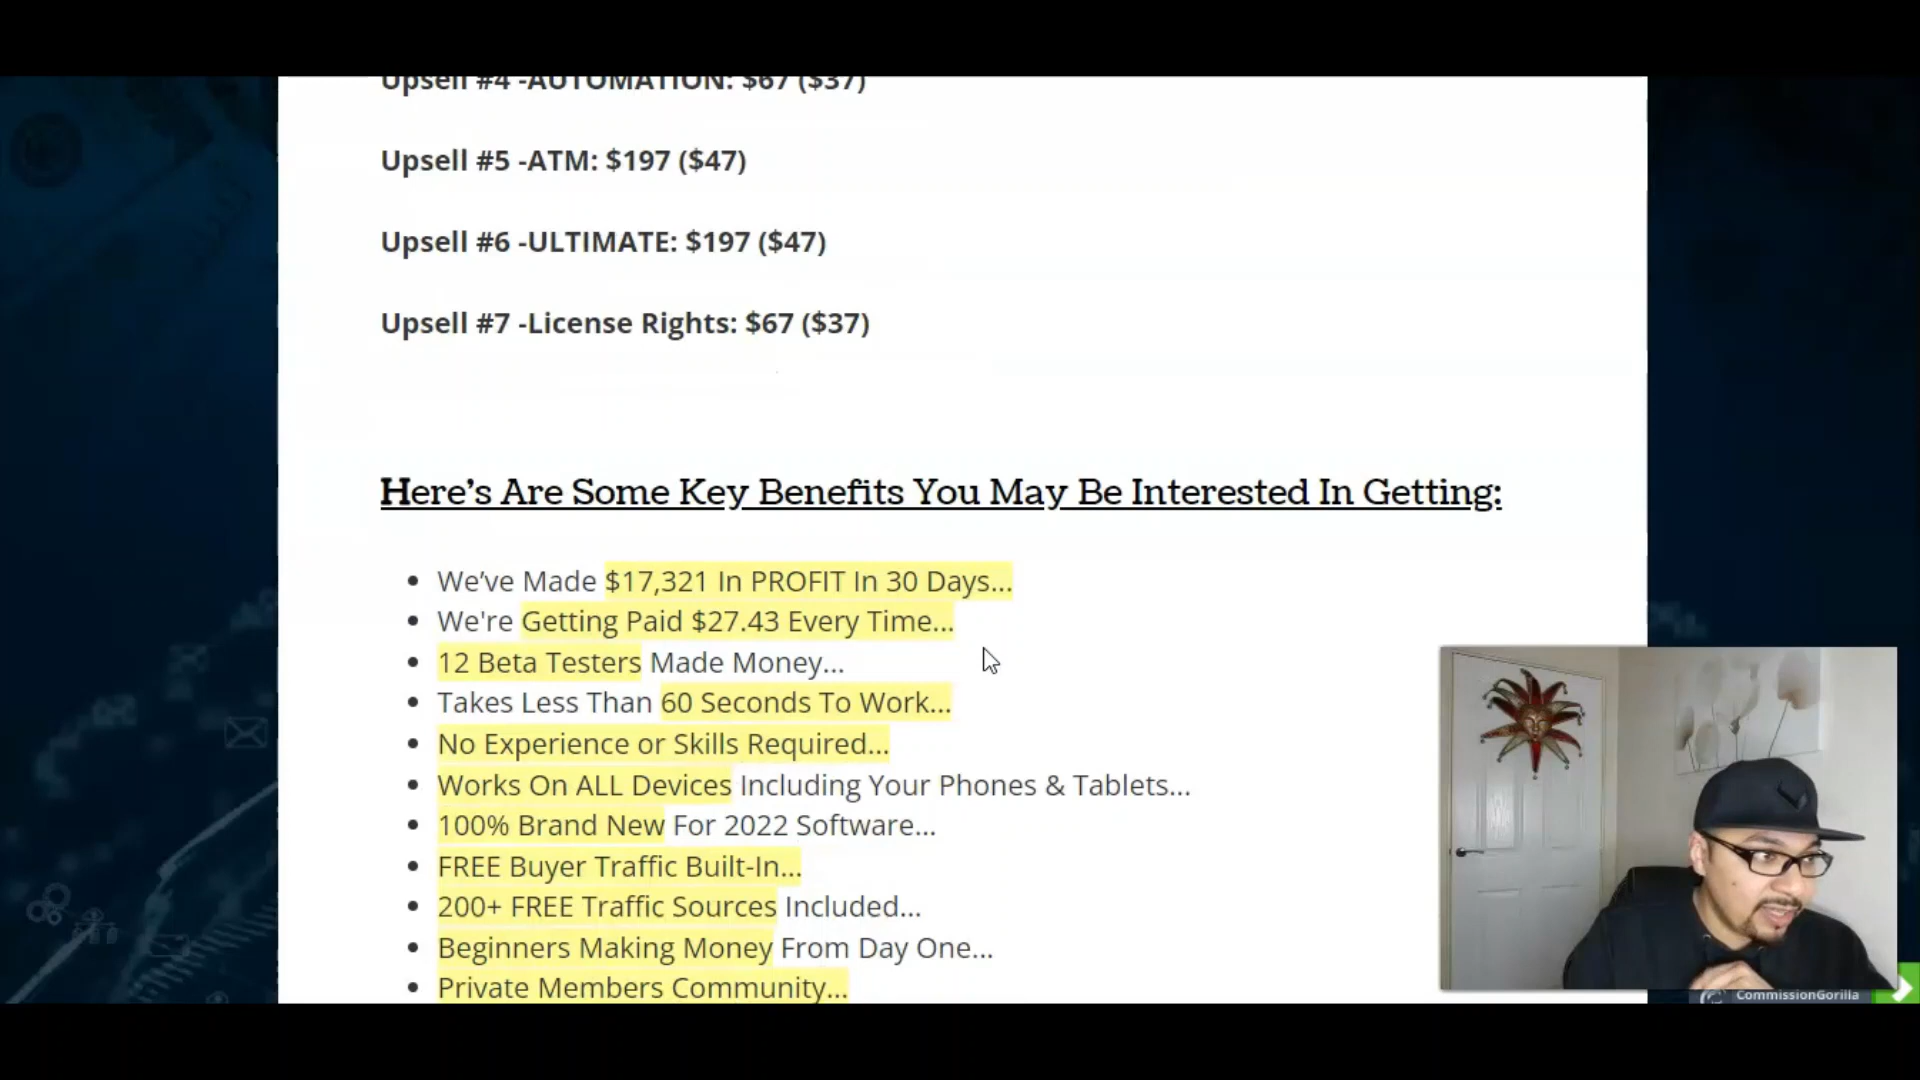 Upsell #4 -AUTOMATION: $67 ($37)
Upsell #5 -ATM: $197 ($47)
Upsell #6 -ULTIMATE: $197 ($47)
Upsell #7 -License Rights: $67 ($37)
Here’s Are Some Key Benefits You May Be Interested In Getting:
We’ve Made $17,321 In PROFIT In 30 Days...
We're Getting Paid $27.43 Every Time...
12 Beta Testers Made Money...
Takes Less Than 60 Seconds To Work...
No Experience or Skills Required...
Works On ALL Devices Including Your Phones & Tablets...
100% Brand New For 2022 Software...
FREE Buyer Traffic Built-In...
200+ FREE Traffic Sources Included...
Beginners Making Money From Day One...
Private Members Community...
CommissionGorilla